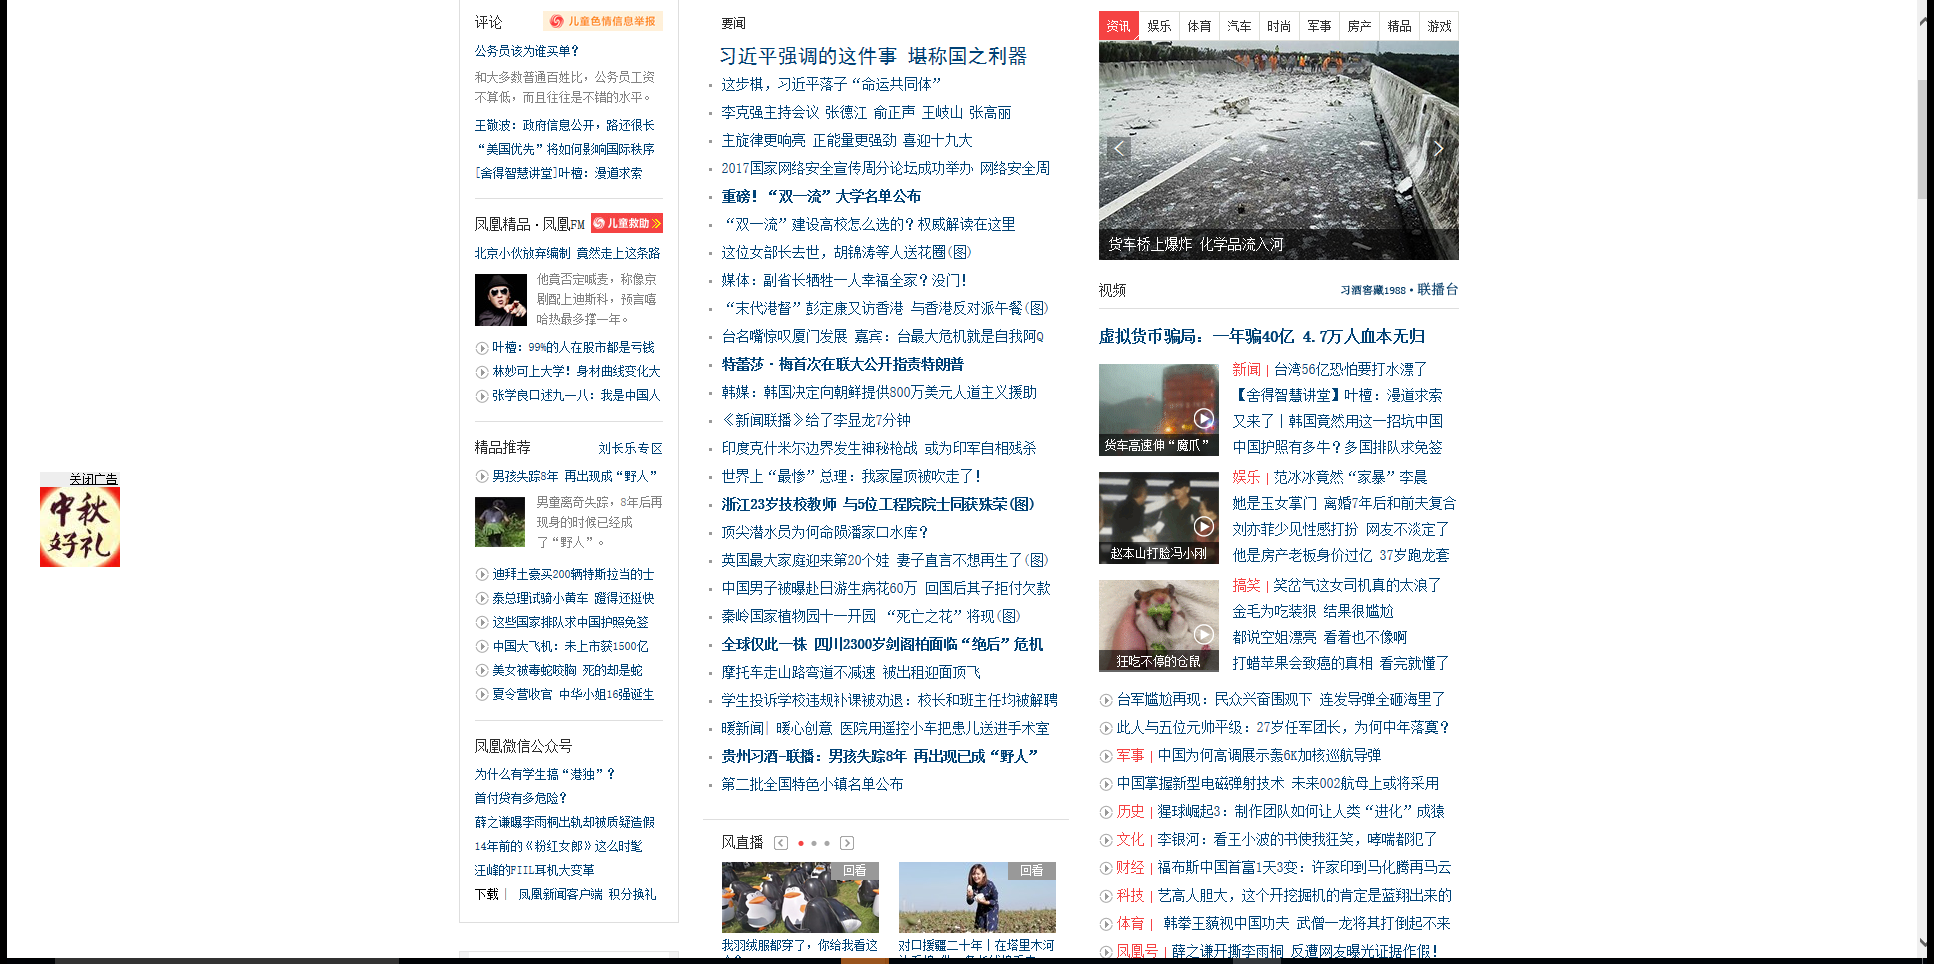 关闭广告
中秋
好礼
评论
儿童色情信息举报
公务员该为谁买单？
和大多数普通百姓比，公务员工资
不算低，而且往往是不错的水平。
王敬波：政府信息公开，路还很长
“美国优先”将如何影响国际秩序
[舍得智慧讲堂]叶檀：漫道求索
凤凰精品·凤凰FM
儿童救助
北京小伙放弃编制 竟然走上这条路
他竟否定喊麦，称像京
剧配上迪斯科，预言嘻
哈热最多撑一年。
叶檀：99%的人在股市都是亏钱
林妙可上大学！身材曲线变化大
张学良口述九一八：我是中国人
精品推荐
刘长乐专区
男孩失踪8年 再出现成“野人”
男童离奇失踪，8年后再
现身的时候已经成
了“野人”。
迪拜土豪买200辆特斯拉当的士
泰总理试骑小黄车 蹬得还挺快
这些国家排队求中国护照免签
中国大飞机：未上市获1500亿
美女被毒蛇咬胸 死的却是蛇
夏令营收官 中华小姐16强诞生
凤凰微信公众号
为什么有学生搞“港独”？
首付贷有多危险？
薛之谦曝李雨桐出轨却被质疑造假
14年前的《粉红女郎》这么时髦
汪峰的FIIL耳机大变革
下载 | 凤凰新闻客户端 积分换礼
要闻
习近平强调的这件事 堪称国之利器
这步棋，习近平落子“命运共同体”
李克强主持会议 张德江 俞正声 王岐山 张高丽
主旋律更响亮 正能量更强劲 喜迎十九大
2017国家网络安全宣传周分论坛成功举办 网络安全周
重磅！“双一流”大学名单公布
“双一流”建设高校怎么选的？权威解读在这里
这位女部长去世，胡锦涛等人送花圈(图)
媒体：副省长牺牲一人幸福全家？没门！
“末代港督”彭定康又访香港 与香港反对派午餐(图)
台名嘴惊叹厦门发展 嘉宾：台最大危机就是自我阿Q
特蕾莎·梅首次在联大公开指责特朗普
韩媒：韩国决定向朝鲜提供800万美元人道主义援助
《新闻联播》给了李显龙7分钟
印度克什米尔边界发生神秘枪战 或为印军自相残杀
世界上“最惨”总理：我家屋顶被吹走了！
浙江23岁技校教师 与5位工程院院士同获殊荣(图)
顶尖潜水员为何命陨潘家口水库？
英国最大家庭迎来第20个娃 妻子直言不想再生了(图)
中国男子被曝赴日游生病花60万 回国后其子拒付欠款
秦岭国家植物园十一开园 “死亡之花”将现(图)
全球仅此一株 四川2300岁剑阁柏面临“绝后”危机
摩托车走山路弯道不减速 被出租迎面顶飞
学生投诉学校违规补课被劝退：校长和班主任均被解聘
暖新闻| 暖心创意 医院用遥控小车把患儿送进手术室
贵州习酒-联播：男孩失踪8年 再出现已成“野人”
第二批全国特色小镇名单公布
风直播
回看
回看
我羽绒服都穿了，你给我看这
对口援疆二十年丨在塔里木河
资讯 娱乐 体育 汽车 时尚 军事 房产 精品 游戏
货车桥上爆炸 化学品流入河
视频
习酒窖藏1988·联播台
虚拟货币骗局：一年骗40亿 4.7万人血本无归
货车高速伸“魔爪”
新闻 | 台湾56亿恐怕要打水漂了
【舍得智慧讲堂】叶檀：漫道求索
又来了丨韩国竟然用这一招坑中国
中国护照有多牛？多国排队求免签
赵本山打脸冯小刚
娱乐 | 范冰冰竟然“家暴”李晨
她是玉女掌门 离婚7年后和前夫复合
刘亦菲少见性感打扮 网友不淡定了
他是房产老板身价过亿 37岁跑龙套
狂吃不停的仓鼠
搞笑 | 笑岔气这女司机真的太浪了
金毛为吃装狠 结果很尴尬
都说空姐漂亮 看着也不像啊
打蜡苹果会致癌的真相 看完就懂了
台军尴尬再现：民众兴奋围观下 连发导弹全砸海里了
此人与五位元帅平级：27岁任军团长，为何中年落寞？
军事 | 中国为何高调展示轰6K加核巡航导弹
中国掌握新型电磁弹射技术 未来002航母上或将采用
历史 | 猩球崛起3：制作团队如何让人类“进化”成猿
文化 | 李银河：看王小波的书使我狂笑，哮喘都犯了
财经 | 福布斯中国首富1天3变：许家印到马化腾再马云
科技 | 艺高人胆大，这个开挖掘机的肯定是蓝翔出来的
体育 | 韩拳王藐视中国功夫 武僧一龙将其打倒起不来
凤凰号 | 薛之谦开撕李雨桐 反遭网友曝光证据作假！